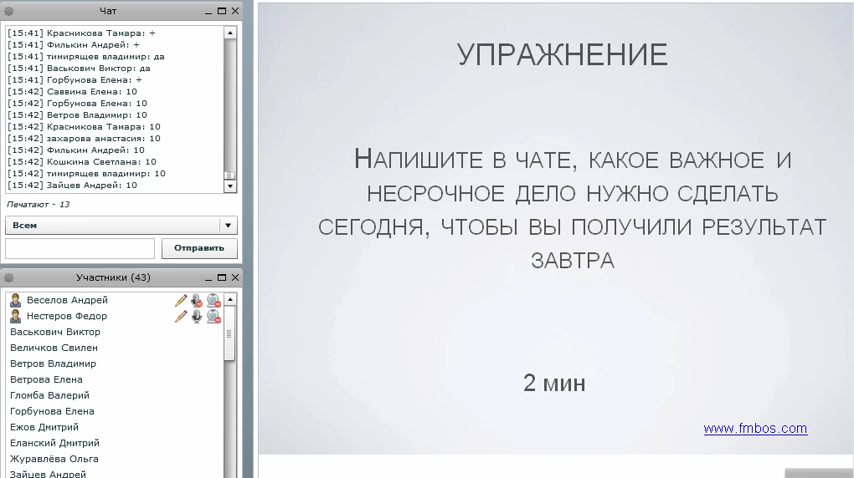 Чат
[15:41] Красникова Тамара: +
[15:41] Филькин Андрей: +
[15:41] тимирящев владимир: да
[15:41] Васькович Виктор: да
[15:41] Горбунова Елена: +
[15:42] Саввина Елена: 10
[15:42] Горбунова Елена: 10
[15:42] Ветров Владимир: 10
[15:42] Красникова Тамара: 10
[15:42] захарова анастасия: 10
[15:42] Филькин Андрей: 10
[15:42] Кошкина Светлана: 10
[15:42] тимирящев владимир: 10
[15:42] Зайцев Андрей: 10
Печатают - 13
Всем
Отправить
Участники (43)
Веселов Андрей
Нестеров Федор
Васькович Виктор
Величков Свилен
Ветров Владимир
Ветрова Елена
Гломба Валерий
Горбунова Елена
Ежов Дмитрий
Еланский Дмитрий
Журавлёва Ольга
Зайцев Андрей
УПРАЖНЕНИЕ
НАПИШИТЕ В ЧАТЕ, КАКОЕ ВАЖНОЕ И
НЕСРОЧНОЕ ДЕЛО НУЖНО СДЕЛАТЬ
СЕГОДНЯ, ЧТОБЫ ВЫ ПОЛУЧИЛИ РЕЗУЛЬТАТ
ЗАВТРА
2 мин
www.fmbos.com